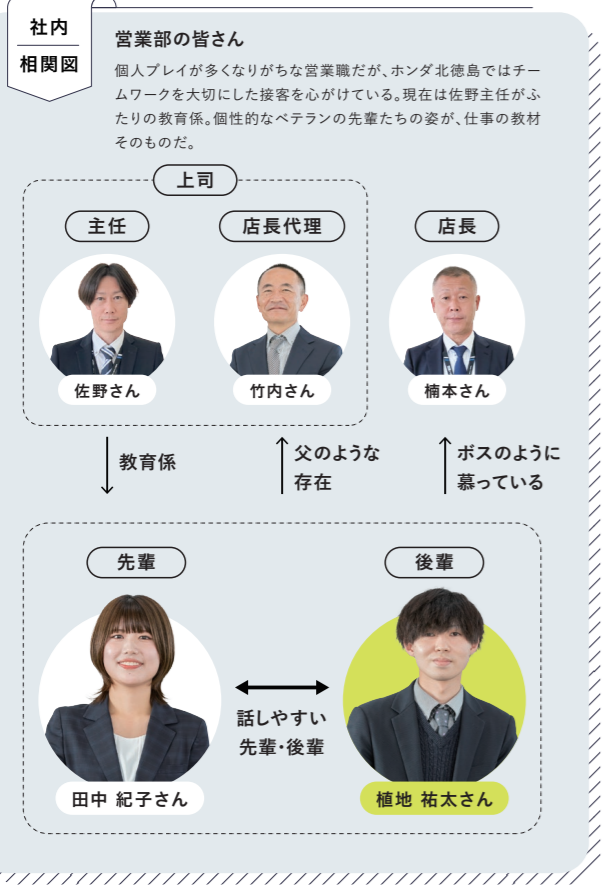 社内
相関図
営業部の皆さん
個人プレイが多くなりがちな営業職だが、ホンダ北徳島ではチー
ムワークを大切にした接客を心がけている。現在は佐野主任がふ
たりの教育係。個性的なベテランの先輩たちの姿が、仕事の教材
そのものだ。
上司
主任
店長代理
店長
佐野さん
竹内さん
楠本さん
教育係
父のような
存在
ボスのように
慕っている
先輩
後輩
話しやすい
先輩・後輩
田中 紀子さん
植地 祐太さん